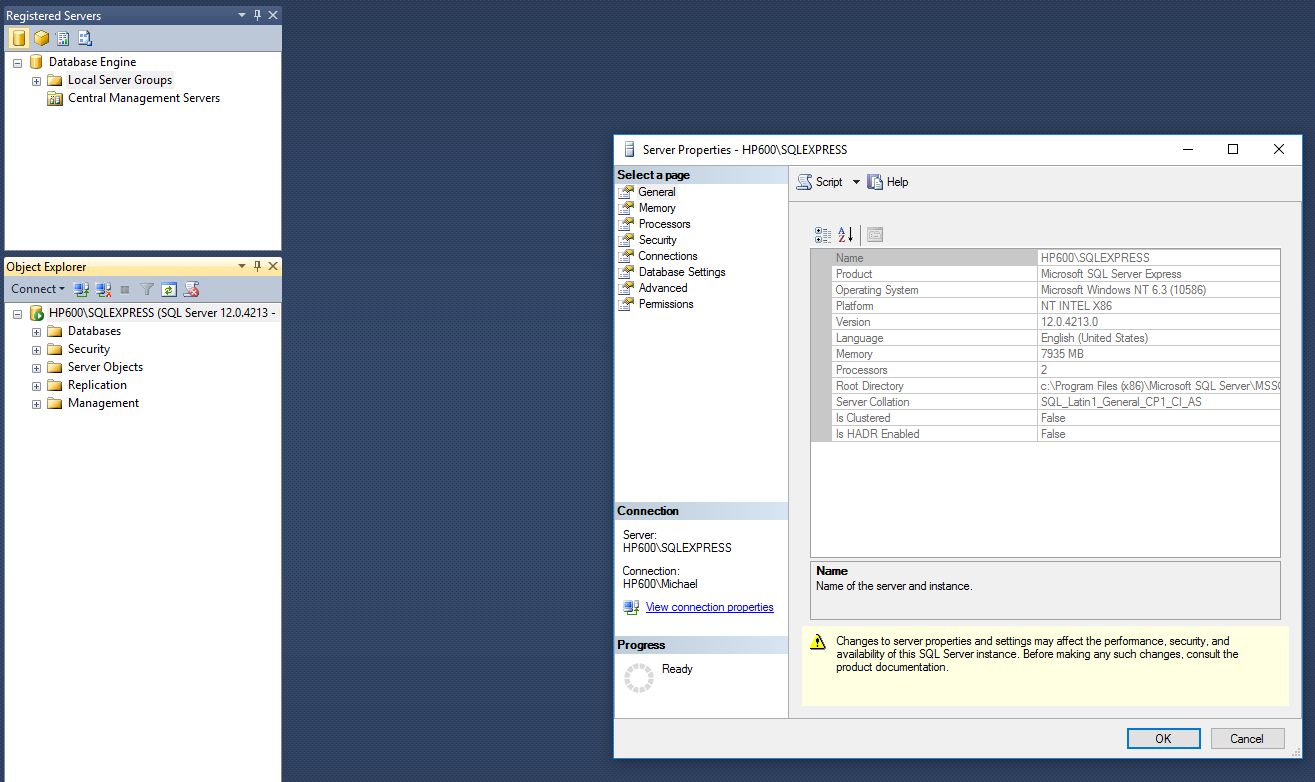 Registered Servers
Database Engine
Local Server Groups
Central Management Servers
Object Explorer
Connect
HP600\SQLEXPRESS (SQL Server 12.0.4213 -
Databases
Security
Server Objects
Replication
Management
Server Properties - HP600\SQLEXPRESS
Select a page
General
Memory
Processors
Security
Connections
Database Settings
Advanced
Permissions
Connection
Server:
HP600\SQLEXPRESS
Connection:
HP600\Michael
View connection properties
Progress
Ready
Script Help
Name HP600\SQLEXPRESS
Product Microsoft SQL Server Express
Operating System Microsoft Windows NT 6.3 (10586)
Platform NT INTEL X86
Version 12.0.4213.0
Language English (United States)
Memory 7935 MB
Processors 2
Root Directory c:\Program Files (x86)\Microsoft SQL Server\MSSQ
Server Collation SQL_Latin1_General_CP1_CI_AS
Is Clustered False
Is HADR Enabled False
Name
Name of the server and instance.
Changes to server properties and settings may affect the performance, security, and
availability of this SQL Server instance. Before making any such changes, consult the
product documentation.
OK Cancel